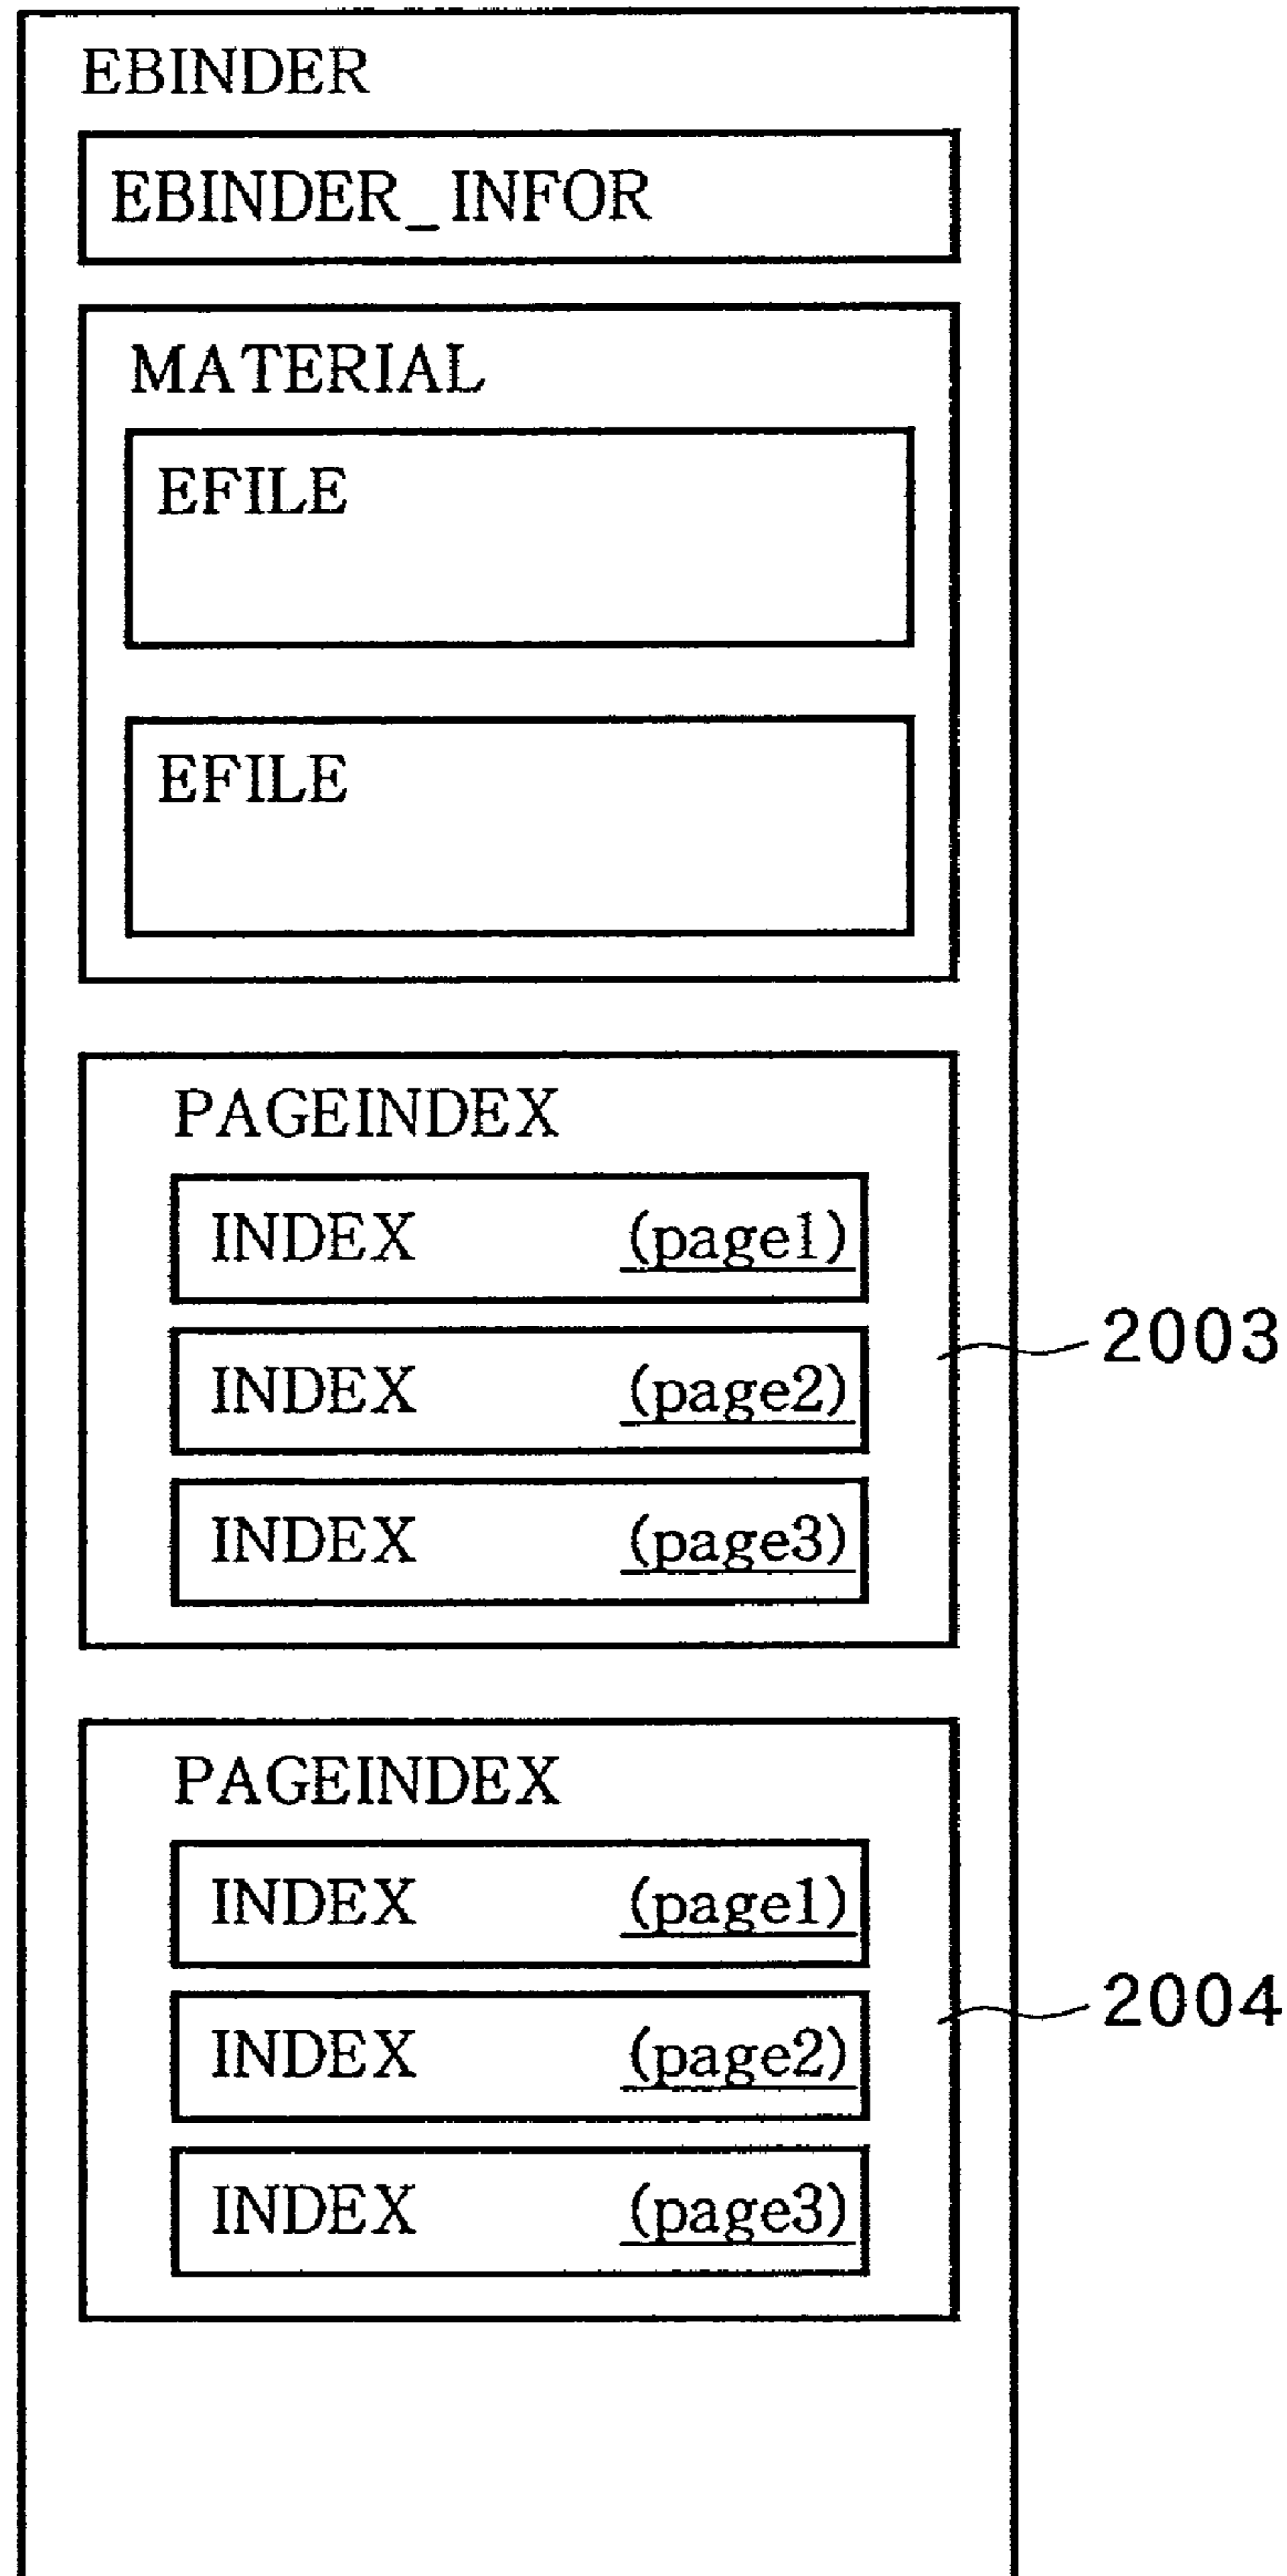 EBINDER
EBINDER_INFOR
MATERIAL
EFILE
EFILE
PAGEINDEX
INDEX (page1)
INDEX (page2)
2003
INDEX (page3)
PAGEINDEX
INDEX (page1)
2004
INDEX (page2)
INDEX (page3)